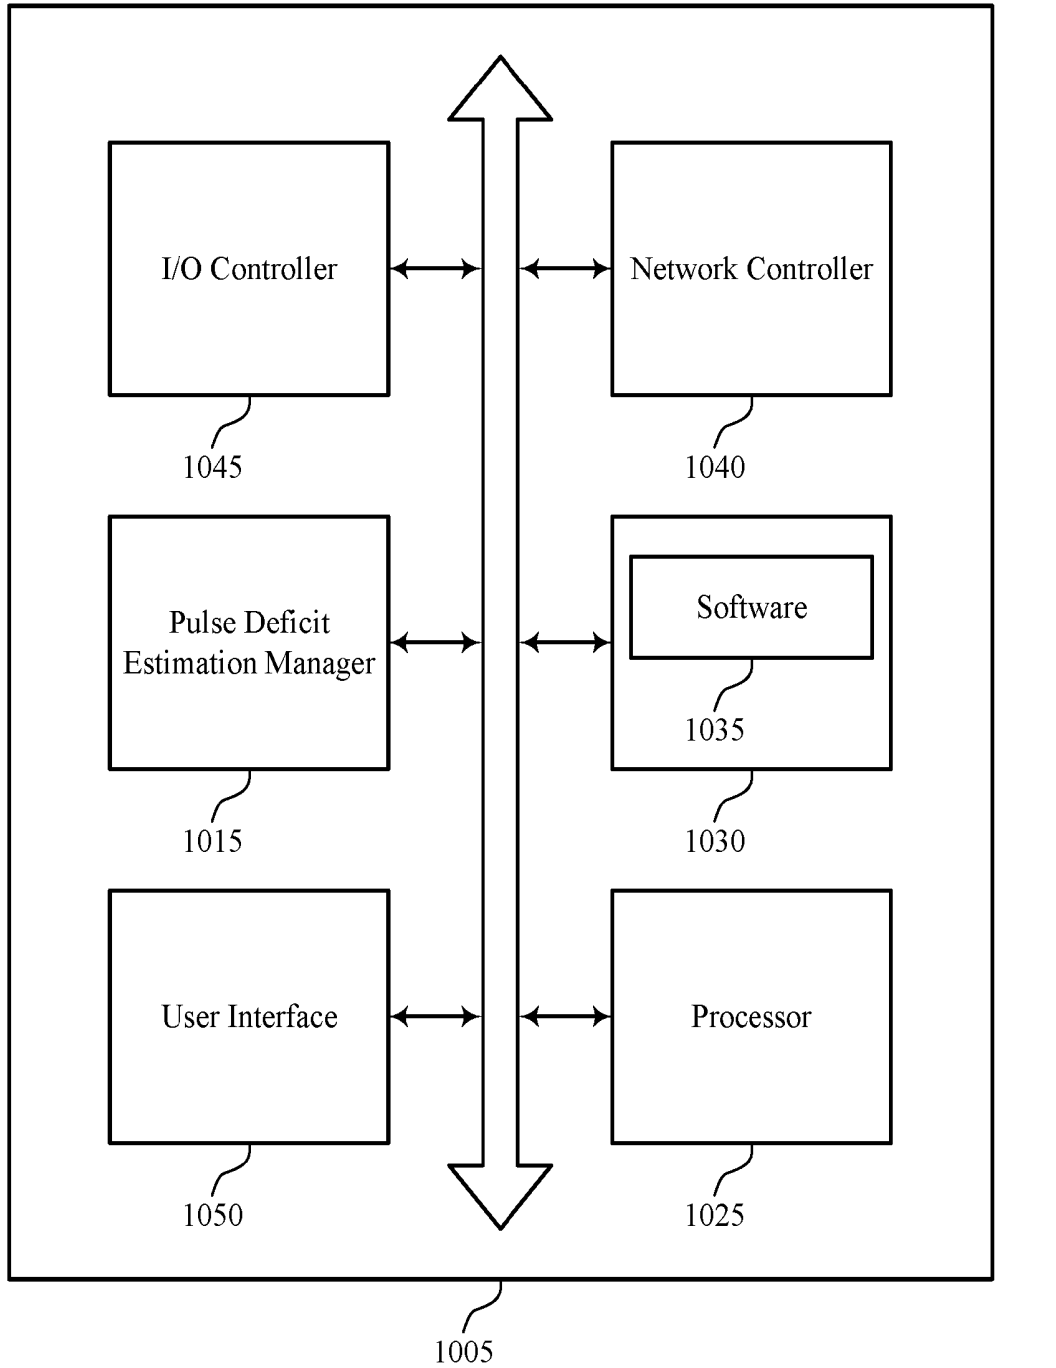 I/O Controller
Network Controller
1045
1040
Pulse Deficit
Estimation Manager
Software
1035
1015
1030
User Interface
Processor
1050
1025
1005